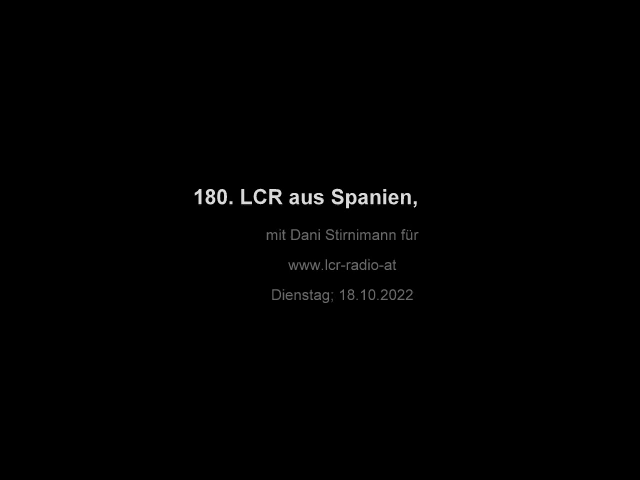 180. LCR aus Spanien,
mit Dani Stirnimann für
www.lcr-radio-at
Dienstag; 18.10.2022